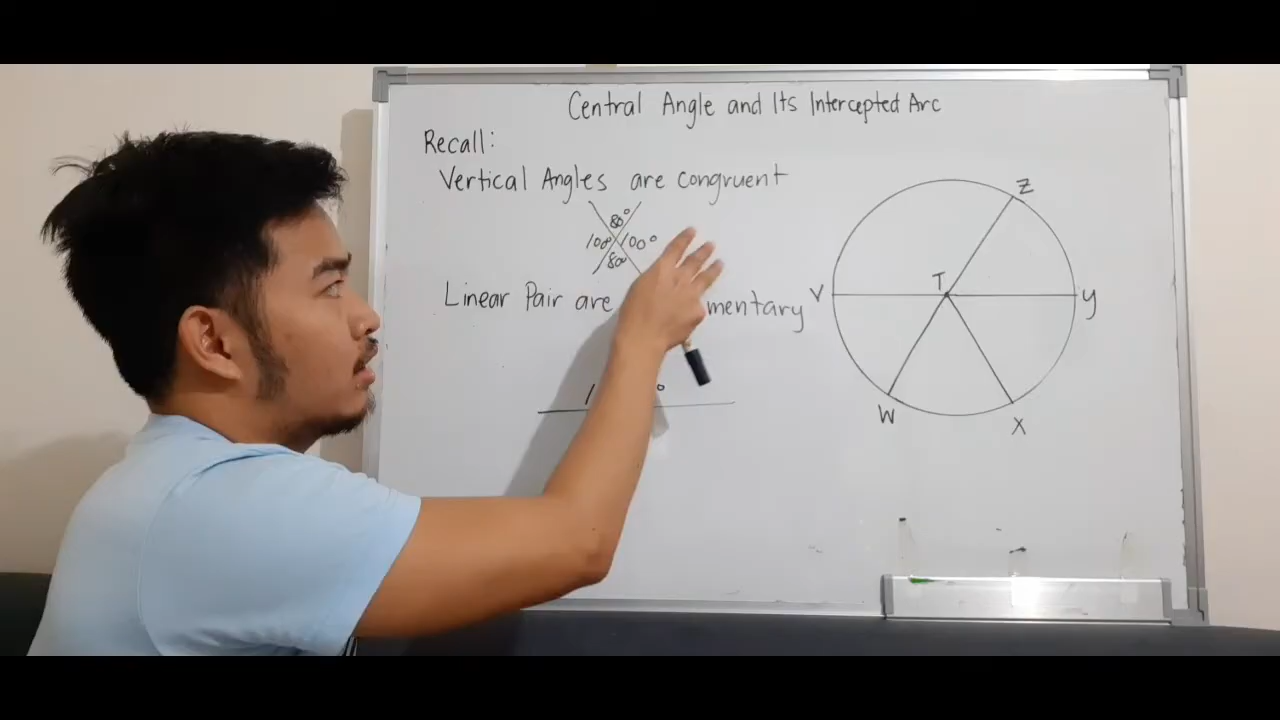 Central Angle and Its Intercepted Arc
Recall:
Vertical Angles are congruent
80°
100° 100°
80°
Linear Pair are mentary
Z
V T y
W X